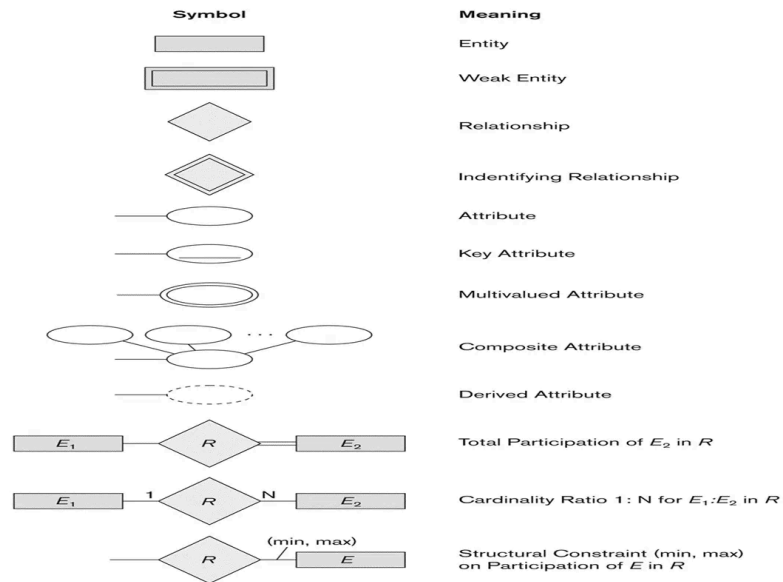 Symbol Meaning
Entity
Weak Entity
Relationship
Indentifying Relationship
Attribute
Key Attribute
Multivalued Attribute
. . .
Composite Attribute
Derived Attribute
E1 R E2 Total Participation of E2 in R
E1 1 R N E2 Cardinality Ratio 1: N for E1:E2 in R
(min, max)
R E Structural Constraint (min, max)
on Participation of E in R